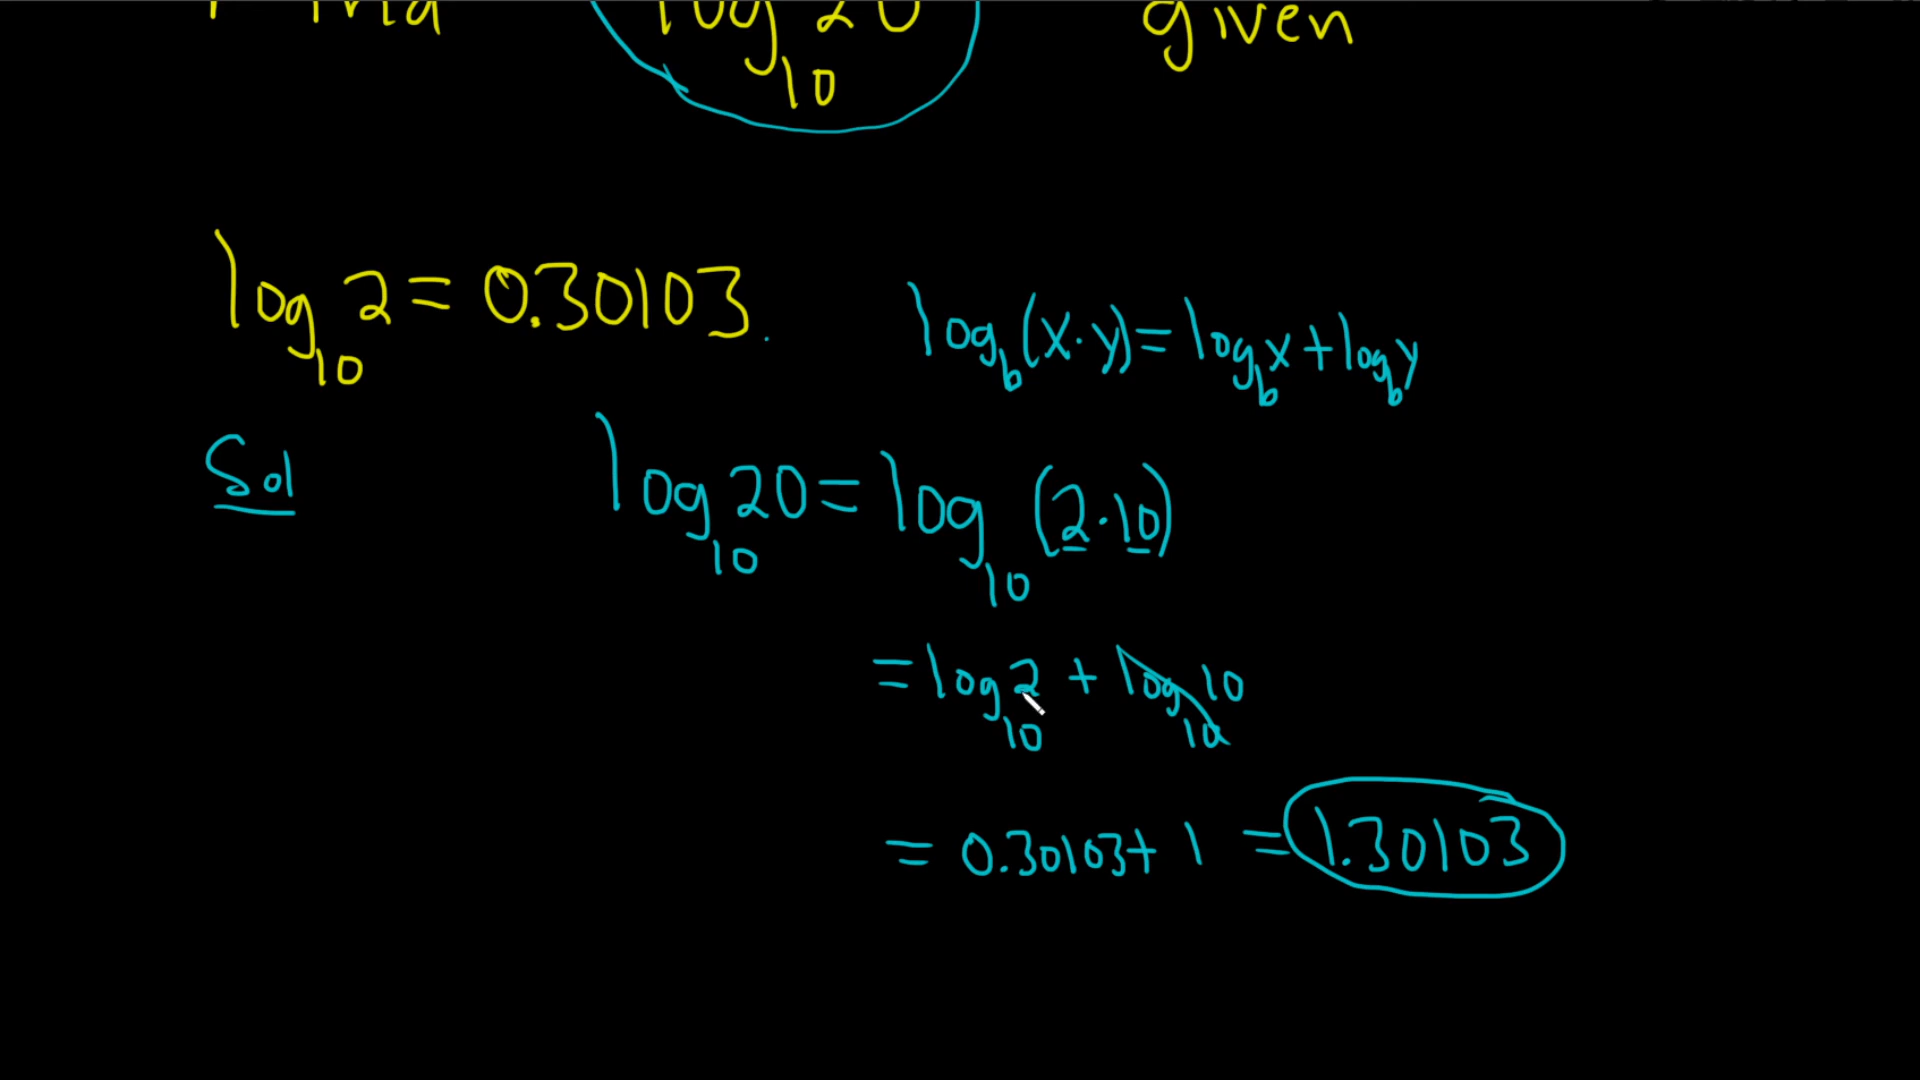 Find log₁₀ 20 given
log₁₀ 2 = 0.30103.
log_b(x·y) = log_b x + log_b y
Sol
log₁₀ 20 = log₁₀ (2·10)
= log₁₀ 2 + log₁₀ 10
= 0.30103 + 1 = 1.30103